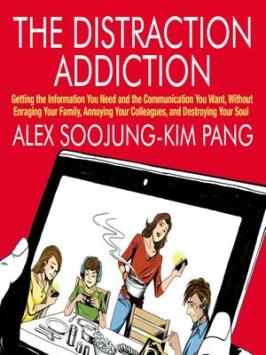 THE DISTRACTION
ADDICTION
Getting the Information You Need and the Communication You Want, Without
Enraging Your Family, Annoying Your Colleagues, and Destroying Your Soul
ALEX SOOJUNG-KIM PANG